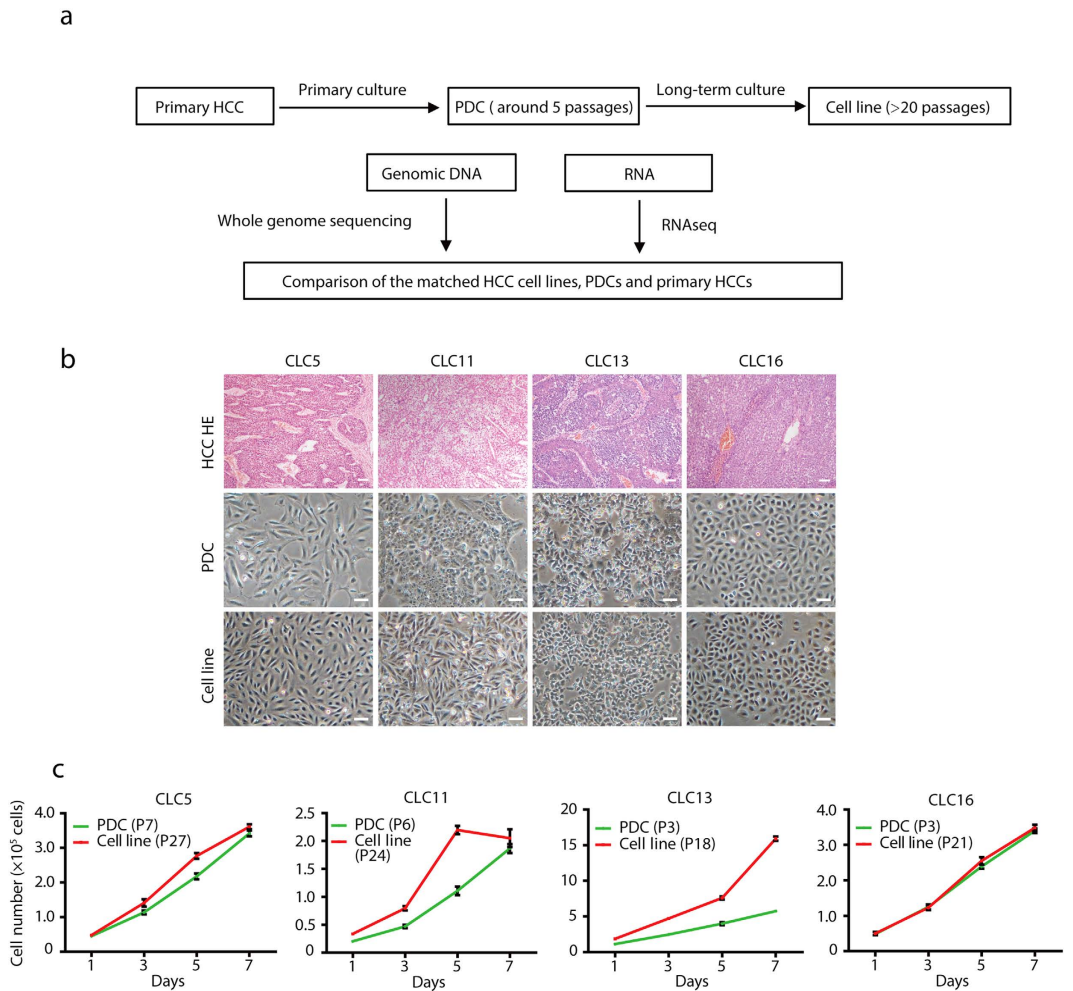 a
Primary HCC
Primary culture
PDC ( around 5 passages)
Long-term culture
Cell line (>20 passages)
Genomic DNA
RNA
Whole genome sequencing
RNAseq
Comparison of the matched HCC cell lines, PDCs and primary HCCs
b
CLC5
CLC11
CLC13
CLC16
HCC HE
PDC
Cell line
c
Cell number (×10⁵ cells)
CLC5
4.0
3.0
2.0
1.0
0
PDC (P7)
Cell line (P27)
1 3 5 7
Days
CLC11
2.5
2.0
1.5
1.0
0.5
0
PDC (P6)
Cell line
(P24)
1 3 5 7
Days
CLC13
20
15
10
5
0
PDC (P3)
Cell line (P18)
1 3 5 7
Days
CLC16
4.0
3.0
2.0
1.0
0
PDC (P3)
Cell line (P21)
1 3 5 7
Days